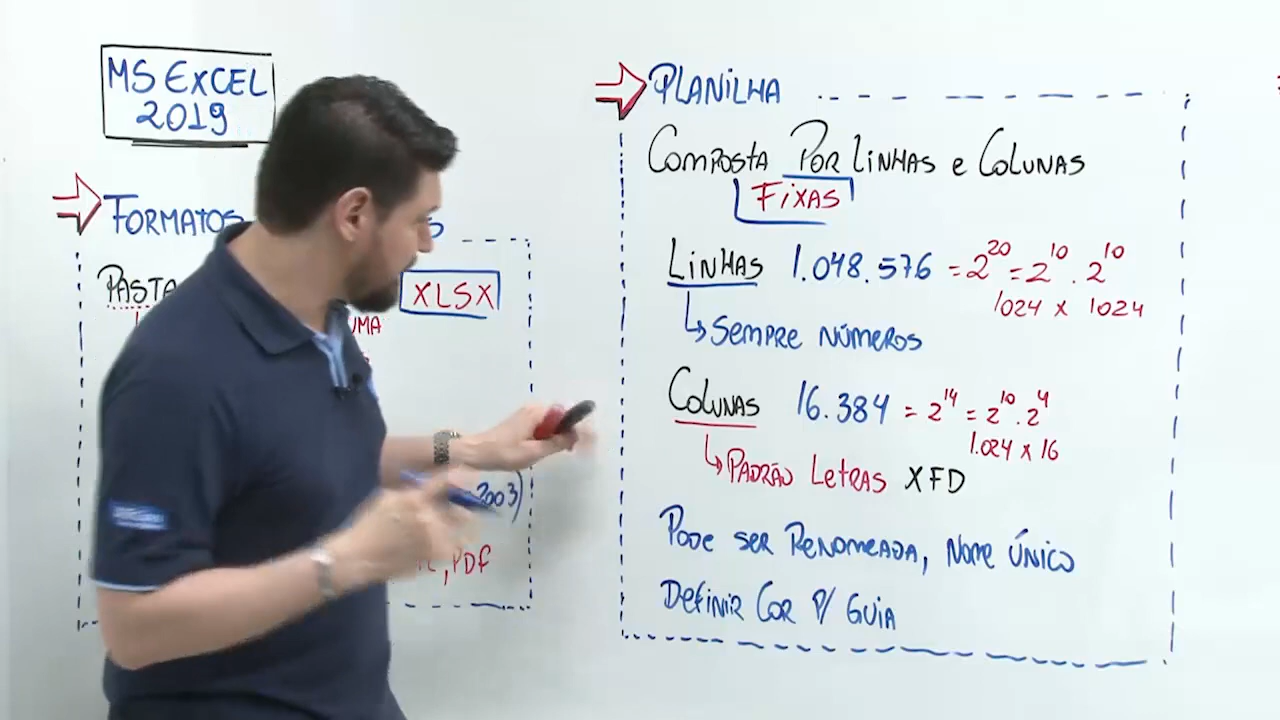 MS EXCEL
2019
FORMATOS
PASTA
XLSX
UMA
2003)
, PDF
PLANILHA
COMPOSTA POR LINHAS E COLUNAS
FIXAS
LINHAS 1.048.576 = 2^20 = 2^10 . 2^10
1024 x 1024
SEMPRE NÚMEROS
COLUNAS 16.384 = 2^14 = 2^10 . 2^4
1.024 x 16
PADRÃO LETRAS XFD
PODE SER RENOMEADA, NOME ÚNICO
DEFINIR COR P/ GUIA